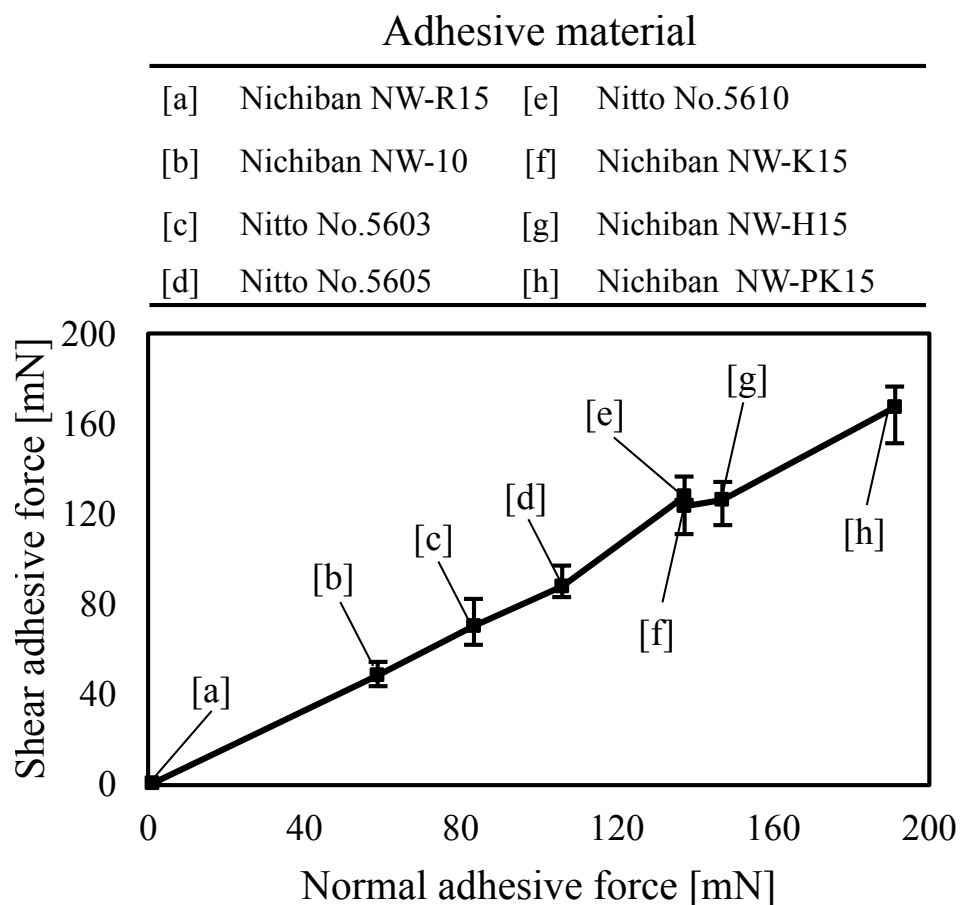 Adhesive material
[a] Nichiban NW-R15 [e] Nitto No.5610
[b] Nichiban NW-10 [f] Nichiban NW-K15
[c] Nitto No.5603 [g] Nichiban NW-H15
[d] Nitto No.5605 [h] Nichiban NW-PK15
Shear adhesive force [mN]
200
160
120
80
40
0
[a]
[b]
[c]
[d]
[e]
[f]
[g]
[h]
0 40 80 120 160 200
Normal adhesive force [mN]